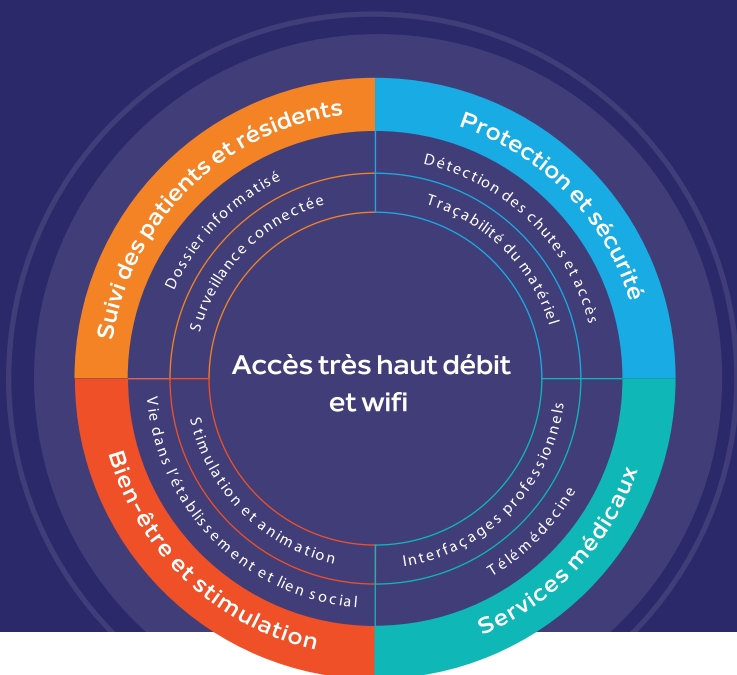 Suivi des patients et résidents
Dossier informatisé
Surveillance connectée
Protection et sécurité
Détection des chutes et accès
Traçabilité du matériel
Accès très haut débit
et wifi
Bien-être et stimulation
Vie dans l'établissement et lien social
Stimulation et animation
Interfaçages professionnels
Télémédecine
Services médicaux